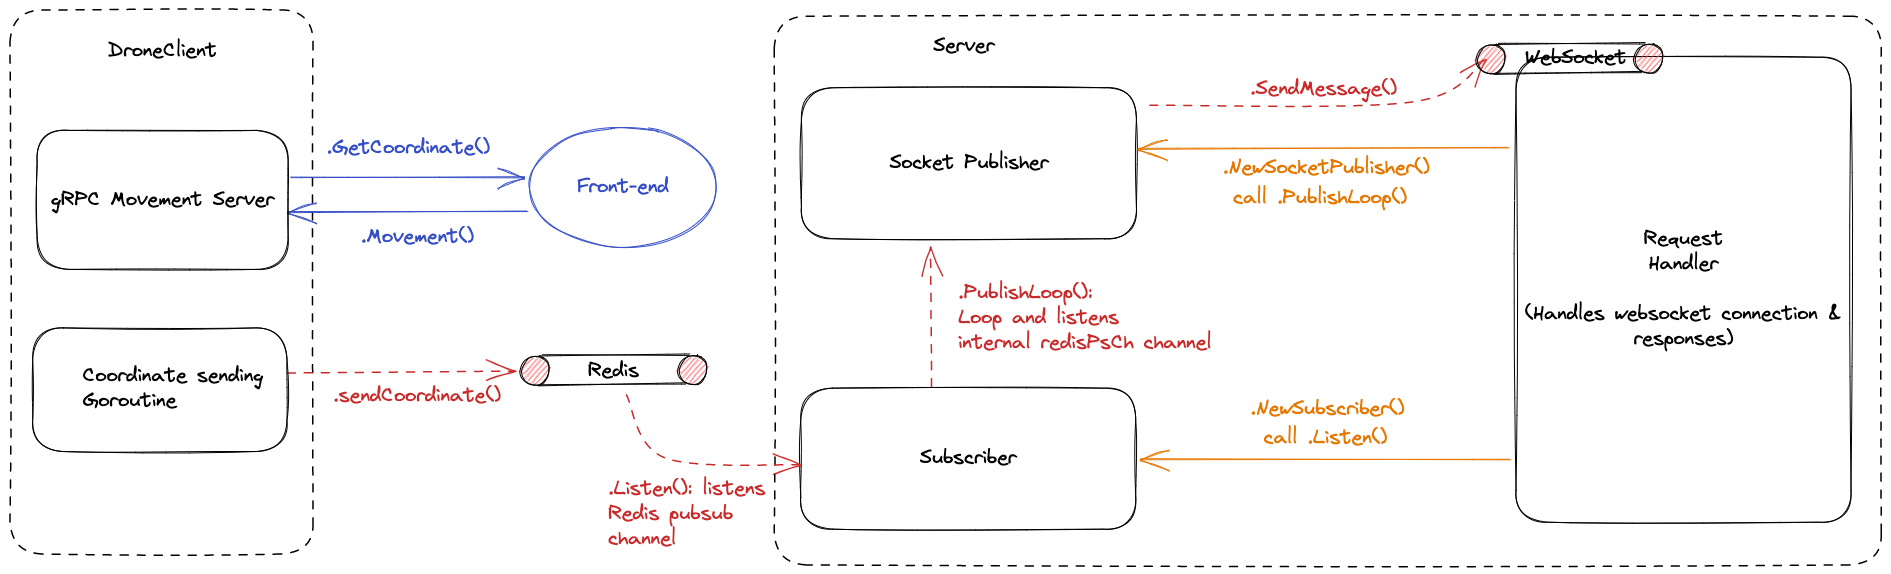 DroneClient
gRPC Movement Server
.GetCoordinate()
.Movement()
Front-end
Coordinate sending
Goroutine
.sendCoordinate()
Redis
.Listen(): listens
Redis pubsub
channel
Server
Socket Publisher
.SendMessage()
WebSocket
.NewSocketPublisher()
call .PublishLoop()
.PublishLoop():
Loop and listens
internal redisPsCh channel
Subscriber
.NewSubscriber()
call .Listen()
Request
Handler
(Handles websocket connection &
responses)